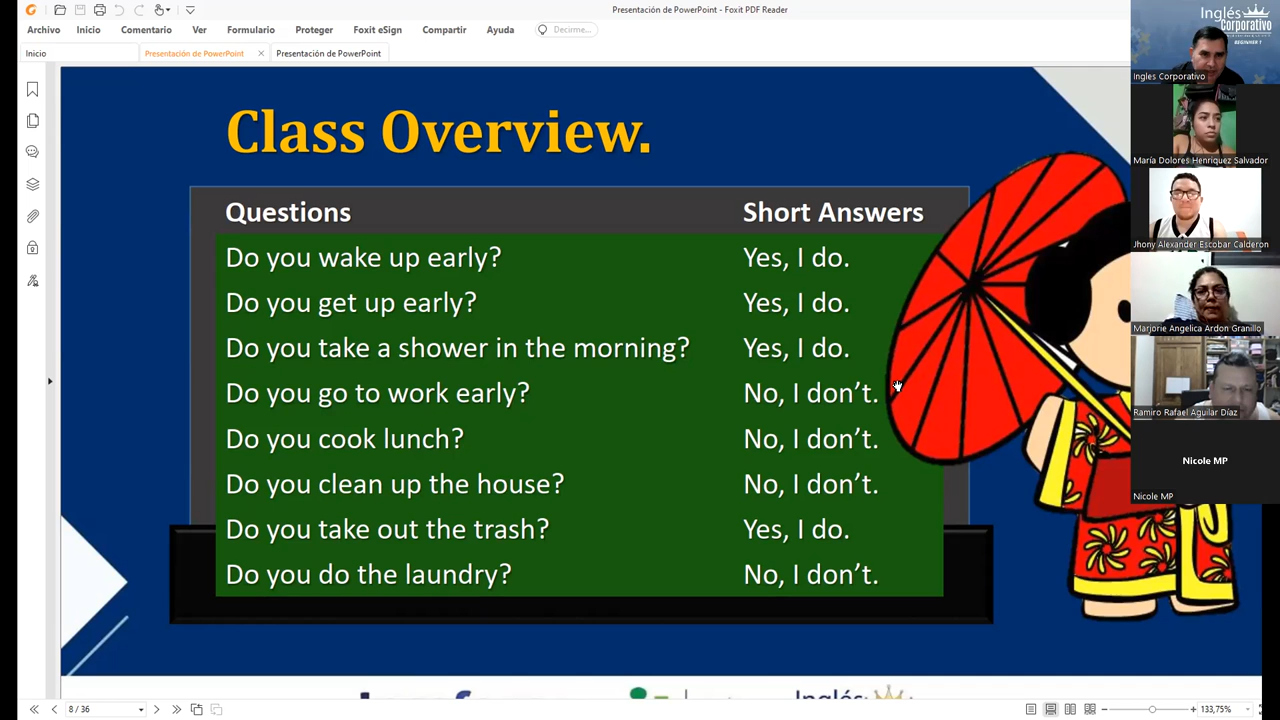 Presentación de PowerPoint - Foxit PDF Reader
Archivo Inicio Comentario Ver Formulario Proteger Foxit eSign Compartir Ayuda Decirme...
Inicio Presentación de PowerPoint Presentación de PowerPoint
Class Overview.
Questions Short Answers
Do you wake up early? Yes, I do.
Do you get up early? Yes, I do.
Do you take a shower in the morning? Yes, I do.
Do you go to work early? No, I don't.
Do you cook lunch? No, I don't.
Do you clean up the house? No, I don't.
Do you take out the trash? Yes, I do.
Do you do the laundry? No, I don't.
Inglés
Corporativo
BEGINNER 1
Ingles Corporativo
María Dolores Henriquez Salvador
Jhony Alexander Escobar Calderon
Marjorie Angelica Ardon Granillo
Ramiro Rafael Aguilar Díaz
Nicole MP
Nicole MP
Inglés
8 / 36
133,75%